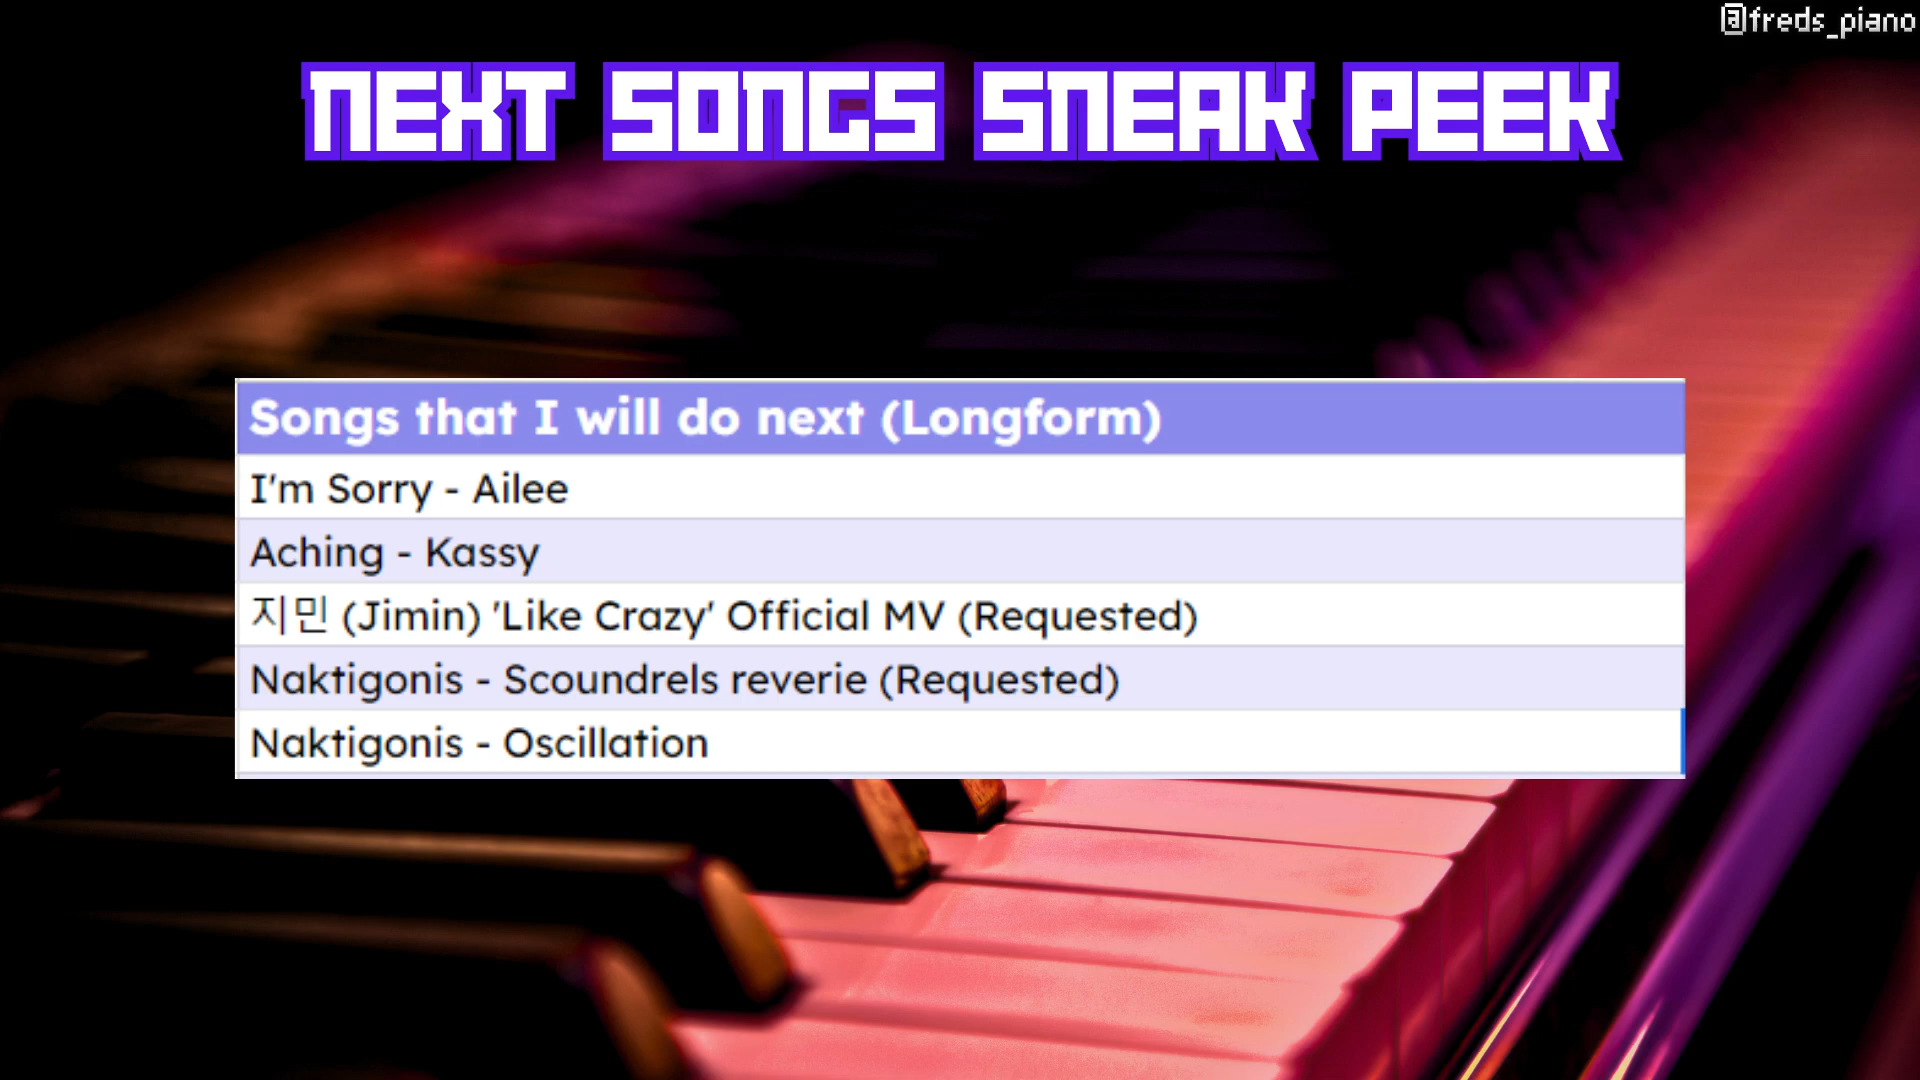 @freds_piano
NEXT SONGS SNEAK PEEK
Songs that I will do next (Longform)
I'm Sorry - Ailee
Aching - Kassy
지민 (Jimin) 'Like Crazy' Official MV (Requested)
Naktigonis - Scoundrels reverie (Requested)
Naktigonis - Oscillation